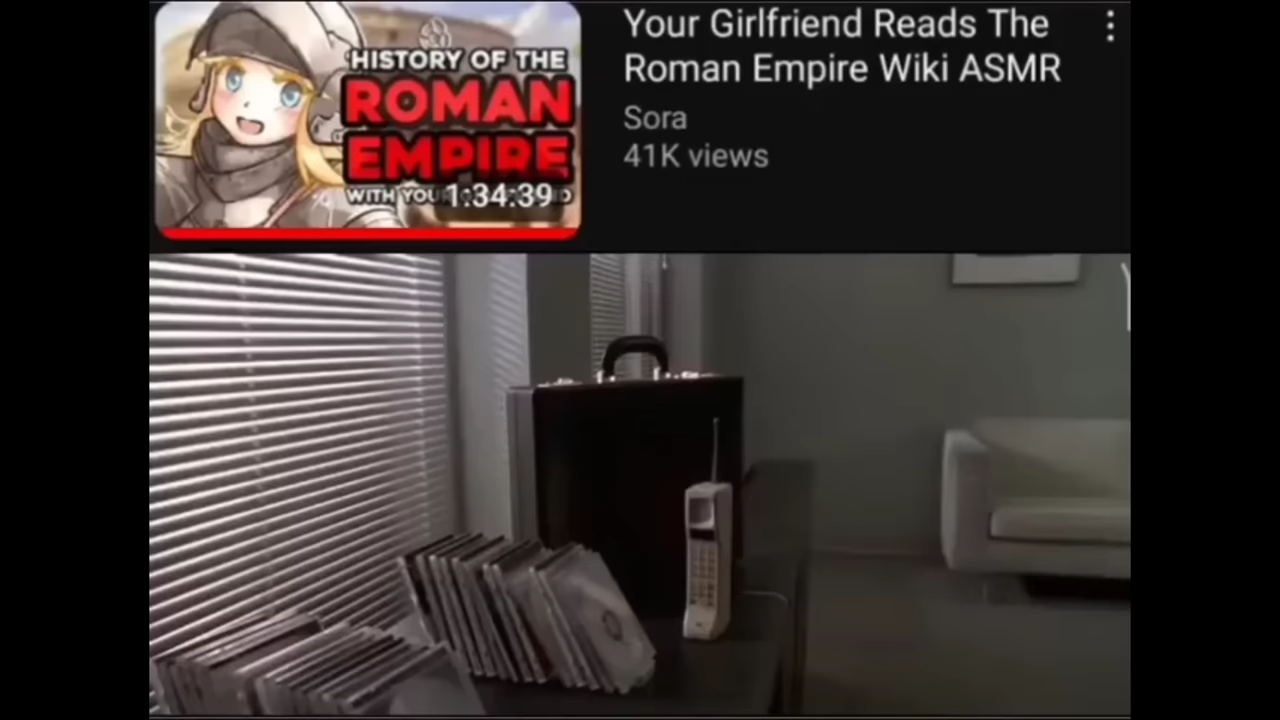 HISTORY OF THE
ROMAN
EMPIRE
WITH YOU
1:34:39
Your Girlfriend Reads The
Roman Empire Wiki ASMR
Sora
41K views